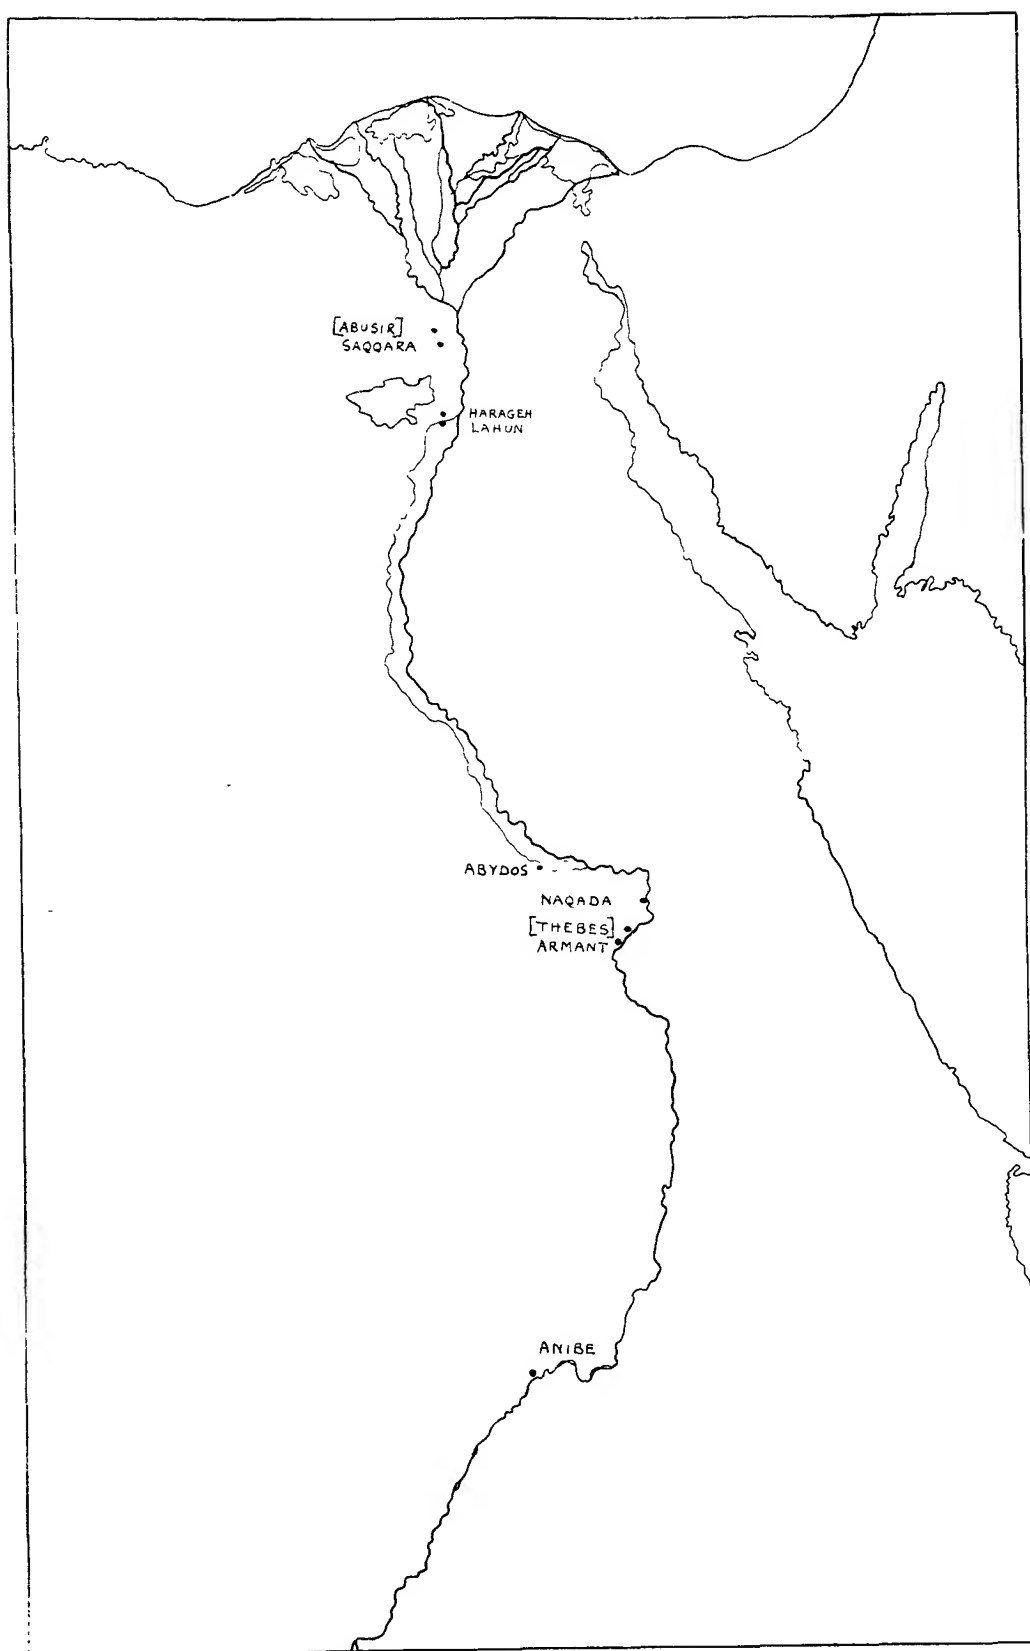 [ABUSIR]
SAQQARA
HARAGEH
LAHUN
ABYDOS
NAQADA
[THEBES]
ARMANT
ANIBE